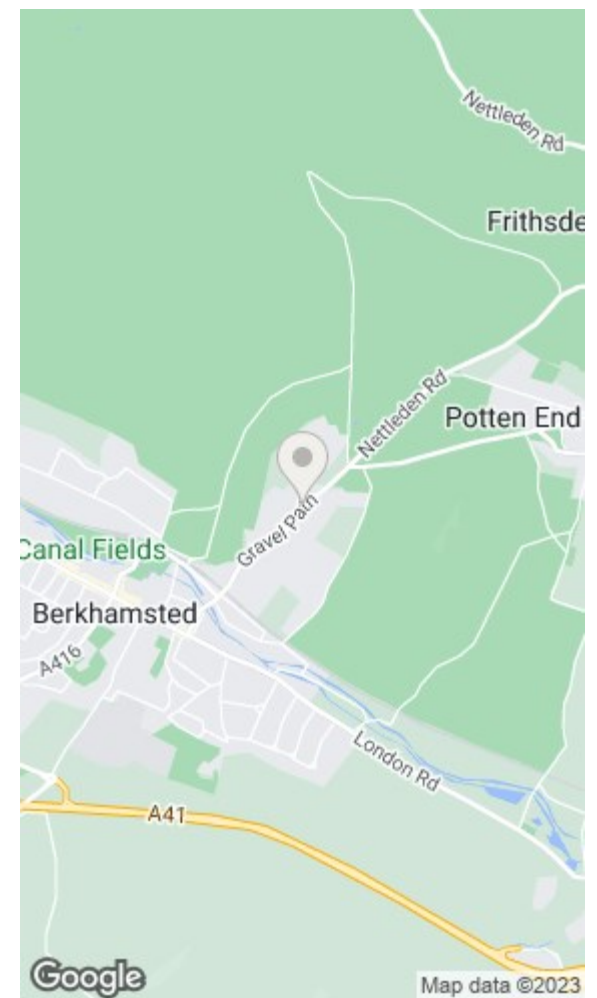 Nettleden Rd
Frithsde
Nettleden Rd
Potten End
Gravel Path
Canal Fields
Berkhamsted
A416
London Rd
A41
Google
Map data ©2023